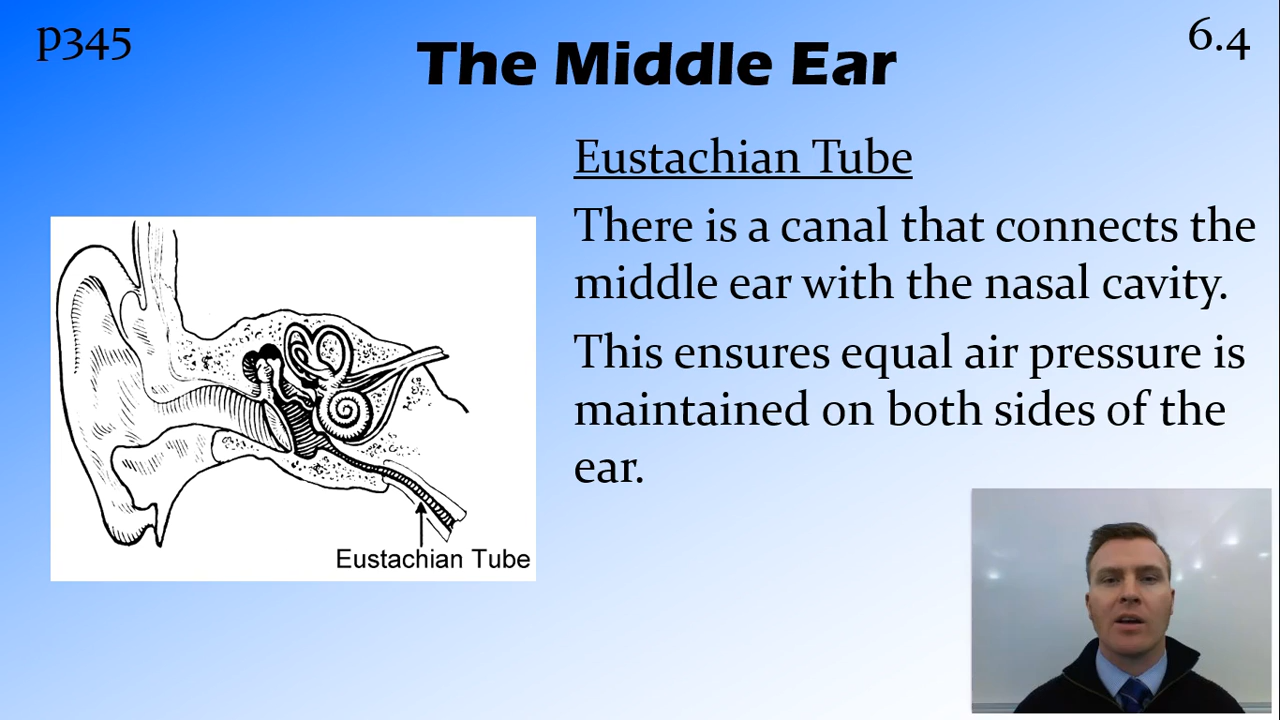 p345
The Middle Ear
6.4
Eustachian Tube
There is a canal that connects the
middle ear with the nasal cavity.
This ensures equal air pressure is
maintained on both sides of the
ear.
Eustachian Tube